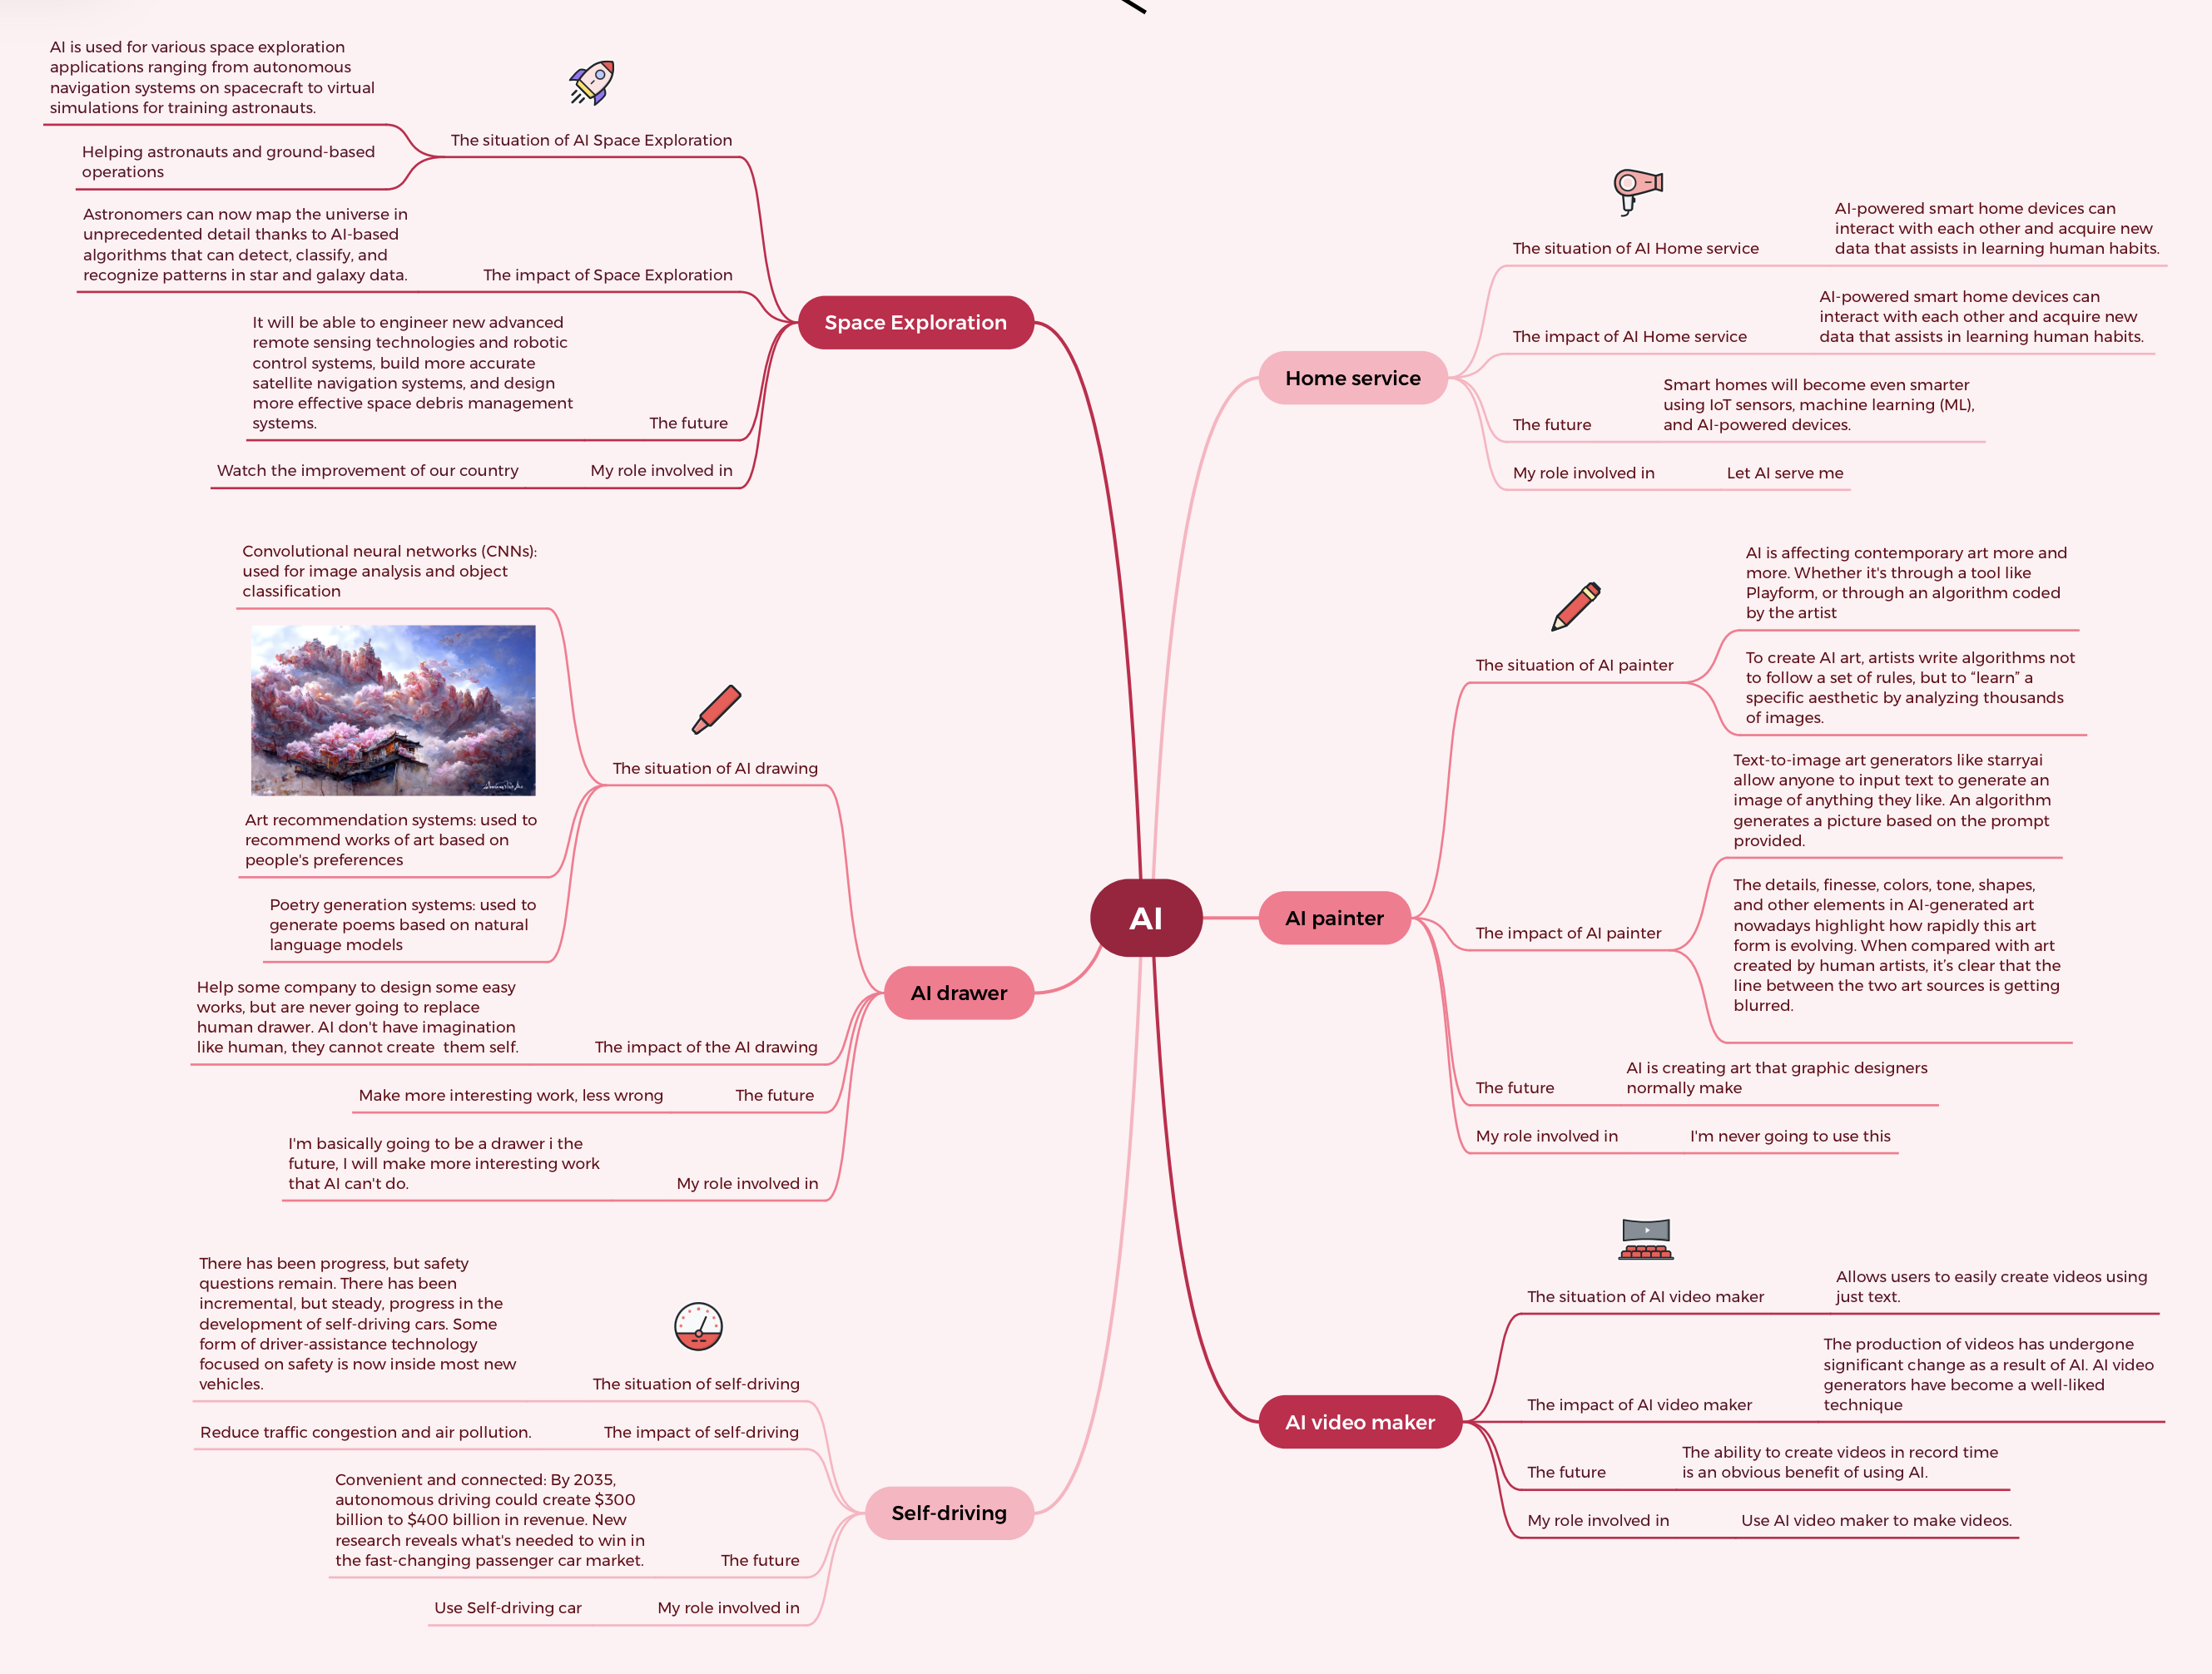 AI
Space Exploration
The situation of AI Space Exploration
AI is used for various space exploration
applications ranging from autonomous
navigation systems on spacecraft to virtual
simulations for training astronauts.
Helping astronauts and ground-based
operations
The impact of Space Exploration
Astronomers can now map the universe in
unprecedented detail thanks to AI-based
algorithms that can detect, classify, and
recognize patterns in star and galaxy data.
The future
It will be able to engineer new advanced
remote sensing technologies and robotic
control systems, build more accurate
satellite navigation systems, and design
more effective space debris management
systems.
My role involved in
Watch the improvement of our country
AI drawer
The situation of AI drawing
Convolutional neural networks (CNNs):
used for image analysis and object
classification
Art recommendation systems: used to
recommend works of art based on
people's preferences
Poetry generation systems: used to
generate poems based on natural
language models
The impact of the AI drawing
Help some company to design some easy
works, but are never going to replace
human drawer. AI don't have imagination
like human, they cannot create  them self.
The future
Make more interesting work, less wrong
My role involved in
I'm basically going to be a drawer i the
future, I will make more interesting work
that AI can't do.
Self-driving
The situation of self-driving
There has been progress, but safety
questions remain. There has been
incremental, but steady, progress in the
development of self-driving cars. Some
form of driver-assistance technology
focused on safety is now inside most new
vehicles.
The impact of self-driving
Reduce traffic congestion and air pollution.
The future
Convenient and connected: By 2035,
autonomous driving could create $300
billion to $400 billion in revenue. New
research reveals what's needed to win in
the fast-changing passenger car market.
My role involved in
Use Self-driving car
Home service
The situation of AI Home service
AI-powered smart home devices can
interact with each other and acquire new
data that assists in learning human habits.
The impact of AI Home service
AI-powered smart home devices can
interact with each other and acquire new
data that assists in learning human habits.
The future
Smart homes will become even smarter
using IoT sensors, machine learning (ML),
and AI-powered devices.
My role involved in
Let AI serve me
AI painter
The situation of AI painter
AI is affecting contemporary art more and
more. Whether it's through a tool like
Playform, or through an algorithm coded
by the artist
To create AI art, artists write algorithms not
to follow a set of rules, but to “learn” a
specific aesthetic by analyzing thousands
of images.
The impact of AI painter
Text-to-image art generators like starryai
allow anyone to input text to generate an
image of anything they like. An algorithm
generates a picture based on the prompt
provided.
The details, finesse, colors, tone, shapes,
and other elements in AI-generated art
nowadays highlight how rapidly this art
form is evolving. When compared with art
created by human artists, it’s clear that the
line between the two art sources is getting
blurred.
The future
AI is creating art that graphic designers
normally make
My role involved in
I'm never going to use this
AI video maker
The situation of AI video maker
Allows users to easily create videos using
just text.
The impact of AI video maker
The production of videos has undergone
significant change as a result of AI. AI video
generators have become a well-liked
technique
The future
The ability to create videos in record time
is an obvious benefit of using AI.
My role involved in
Use AI video maker to make videos.